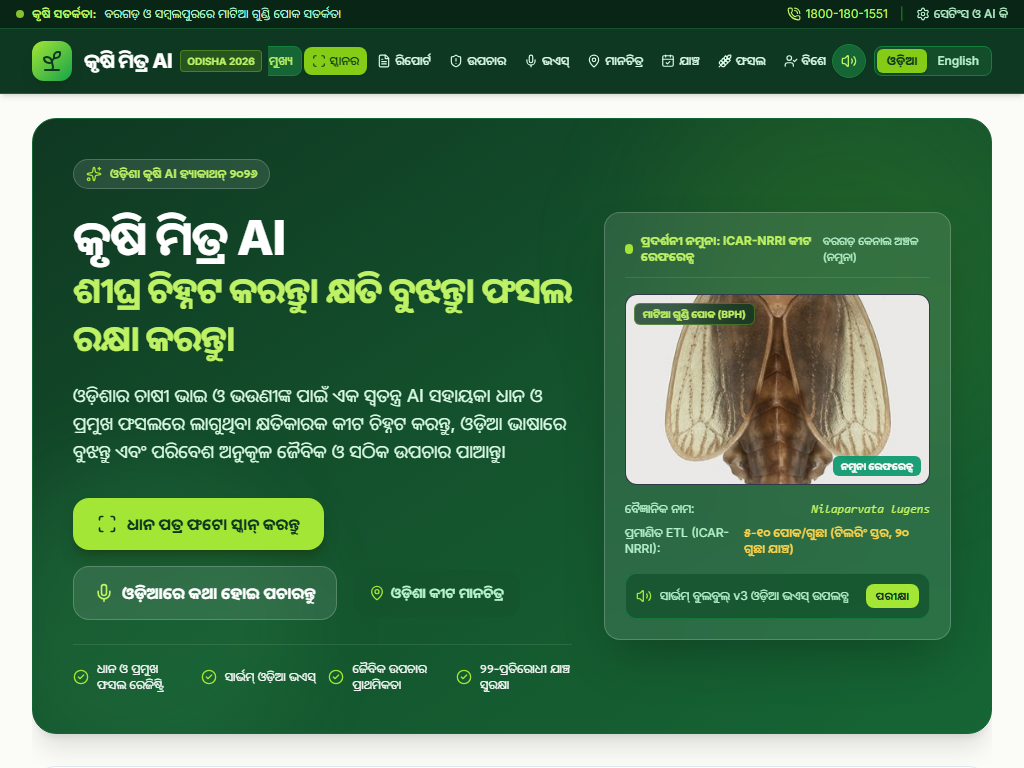 କୃଷି ସତର୍କତା: ବରଗଡ଼ ଓ ସମ୍ବଲପୁରରେ ମାଟିଆ ଗୁଣ୍ଡି ପୋକ ସତର୍କତା
1800-180-1551
ସେଟିଂସ ଓ AI କି
କୃଷି ମିତ୍ର AI
ODISHA 2026
ମୁଖ୍ୟ
ସ୍କାନର
ରିପୋର୍ଟ
ଉପଚାର
ଭଏସ୍
ମାନଚିତ୍ର
ଯାଞ୍ଚ
ଫସଲ
ବିଶେ
ଓଡ଼ିଆ
English
ଓଡ଼ିଶା କୃଷି AI ହ୍ୟାକାଥନ୍ ୨୦୨୬
କୃଷି ମିତ୍ର AI
ଶୀଘ୍ର ଚିହ୍ନଟ କରନ୍ତୁ। କ୍ଷତି ବୁଝନ୍ତୁ। ଫସଲ
ରକ୍ଷା କରନ୍ତୁ।
ଓଡ଼ିଶାର ଚାଷୀ ଭାଇ ଓ ଭଉଣୀଙ୍କ ପାଇଁ ଏକ ସ୍ୱତନ୍ତ୍ର AI ସହାୟକ। ଧାନ ଓ
ପ୍ରମୁଖ ଫସଲରେ ଲାଗୁଥିବା କ୍ଷତିକାରକ କୀଟ ଚିହ୍ନଟ କରନ୍ତୁ, ଓଡ଼ିଆ ଭାଷାରେ
ବୁଝନ୍ତୁ ଏବଂ ପରିବେଶ ଅନୁକୂଳ ଜୈବିକ ଓ ସଠିକ ଉପଚାର ପାଆନ୍ତୁ।
ଧାନ ପତ୍ର ଫଟୋ ସ୍କାନ୍ କରନ୍ତୁ
ଓଡ଼ିଆରେ କଥା ହୋଇ ପଚାରନ୍ତୁ
ଓଡ଼ିଶା କୀଟ ମାନଚିତ୍ର
ଧାନ ଓ ପ୍ରମୁଖ
ଫସଲ ରେଜିଷ୍ଟ୍ରି
ସାର୍ଭମ୍ ଓଡ଼ିଆ ଭଏସ୍
ଜୈବିକ ଉପଚାର
ପ୍ରାଥମିକତା
୨୨-ପ୍ରତିରୋଧୀ ଯାଞ୍ଚ
ସୁରକ୍ଷା
ପ୍ରଦର୍ଶନୀ ନମୁନା: ICAR-NRRI କୀଟ
ରେଫରେନ୍ସ
ବରଗଡ଼ କେନାଲ ଅଞ୍ଚଳ
(ନମୁନା)
ମାଟିଆ ଗୁଣ୍ଡି ପୋକ (BPH)
ନମୁନା ରେଫରେନ୍ସ
ବୈଜ୍ଞାନିକ ନାମ:
Nilaparvata lugens
ପ୍ରମାଣିତ ETL (ICAR-
NRRI):
୫-୧୦ ପୋକ/ଗୁଛା (ଟିଲରିଂ ସ୍ତର, ୨୦
ଗୁଛା ଯାଞ୍ଚ)
ସାର୍ଭମ୍ ବୁଲବୁଲ୍ v3 ଓଡ଼ିଆ ଭଏସ୍ ଉପଲବ୍ଧ
ପରୀକ୍ଷା